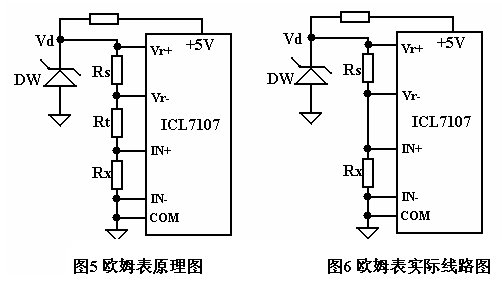 Vd
+5V
Vr+
DW
Rs
Vr-
Rt
ICL7107
IN+
Rx
IN-
COM
图5 欧姆表原理图
Vd
+5V
Vr+
DW
Rs
Vr-
ICL7107
IN+
Rx
IN-
COM
图6 欧姆表实际线路图